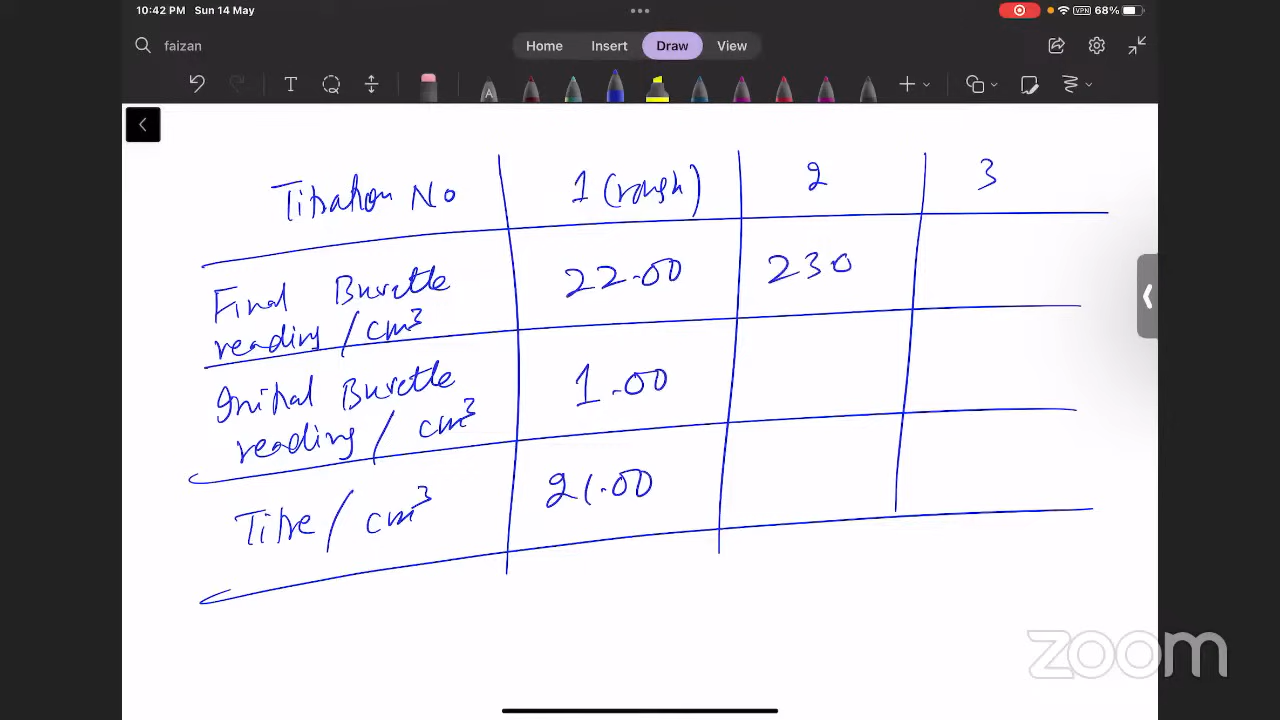 10:42 PM Sun 14 May
VPN 68%
faizan
Home Insert Draw View
T
A
Titration No 1 (rough) 2 3
Final Burette reading / cm³ 22.00 230
Initial Burette reading / cm³ 1.00
Titre / cm³ 21.00
zoom